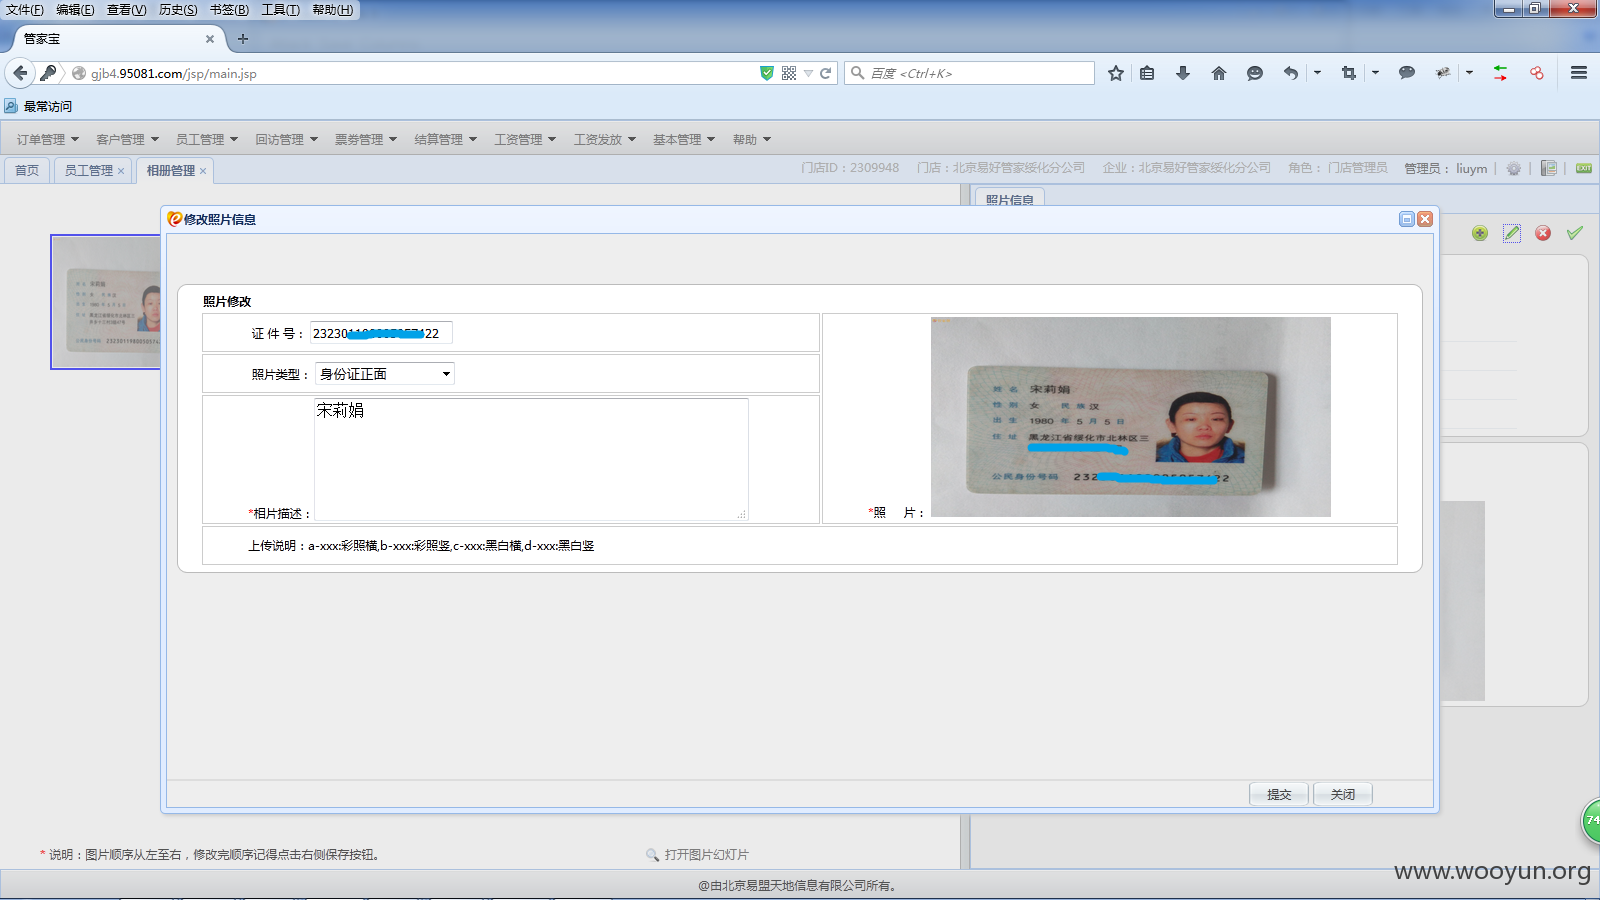 文件(F) 编辑(E) 查看(V) 历史(S) 书签(B) 工具(T) 帮助(H)
管家宝
gjb4.95081.com/jsp/main.jsp
百度 <Ctrl+K>
最常访问
订单管理 客户管理 员工管理 回访管理 票券管理 结算管理 工资管理 工资发放 基本管理 帮助
首页 员工管理 相册管理
门店ID：2309948 门店：北京易好管家绥化分公司 企业：北京易好管家绥化分公司 角色： 门店管理员 管理员： liuym
EXIT
照片信息
修改照片信息
照片修改
证 件 号：
照片类型： 身份证正面
宋莉娟
*相片描述：
姓名 宋莉娟
性别 女 民族 汉
出生 1980 年 5 月 5 日
住址 黑龙江省绥化市北林区三
公民身份号码
*照 片：
上传说明：a-xxx:彩照横,b-xxx:彩照竖,c-xxx:黑白横,d-xxx:黑白竖
提交 关闭
74
* 说明：图片顺序从左至右，修改完顺序记得点击右侧保存按钮。
打开图片幻灯片
www.wooyun.org
@由北京易盟天地信息有限公司所有。